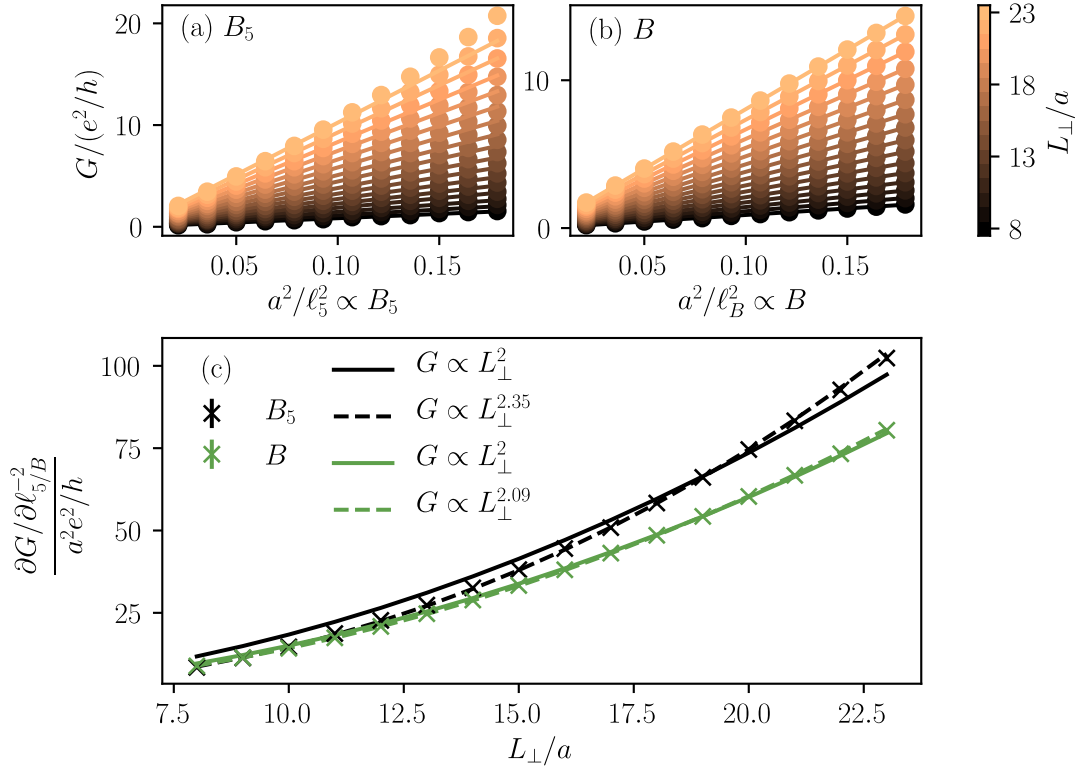 (a) B₅
(b) B
G/(e²/h)
20
10
0
10
0
0.05 0.10 0.15
0.05 0.10 0.15
a²/ℓ₅² ∝ B₅
a²/ℓ_B² ∝ B
23
18
13
8
L⊥/a
(c)
B₅
B
G ∝ L⊥²
G ∝ L⊥^2.35
G ∝ L⊥²
G ∝ L⊥^2.09
100
75
50
25
∂G/∂ℓ_{5/B}^{-2}
a²e²/h
7.5 10.0 12.5 15.0 17.5 20.0 22.5
L⊥/a